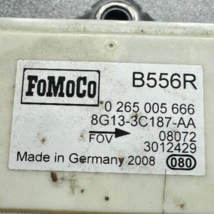 FoMoCo B556R
0 265 005 666
8G13-3C187-AA
FOV 08072
3012429
Made in Germany 2008 080